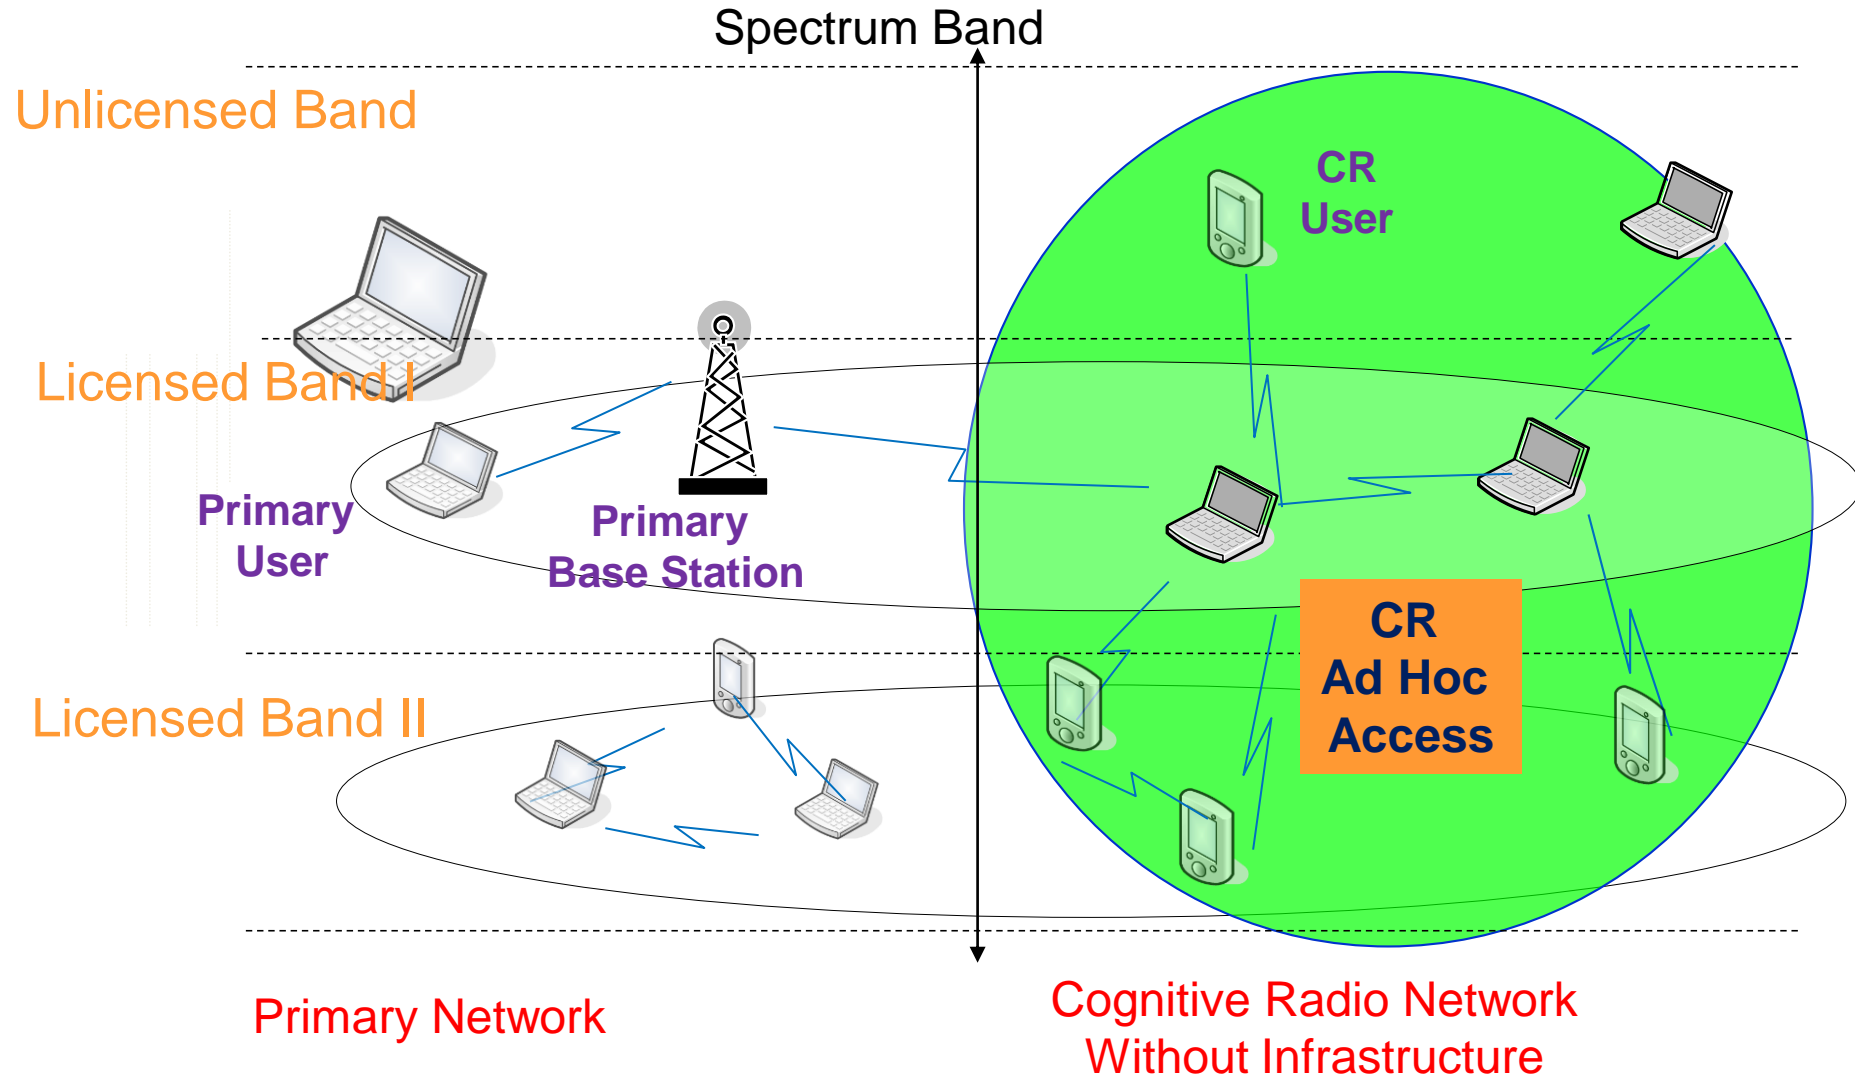 Spectrum Band
Unlicensed Band
CR
User
Licensed Band I
Primary
User
Primary
Base Station
CR
Ad Hoc
Access
Licensed Band II
Primary Network
Cognitive Radio Network
Without Infrastructure